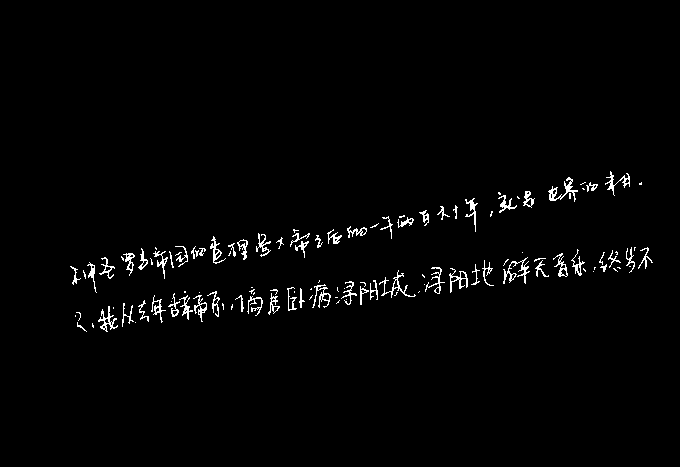 神圣罗马帝国的查理曼大帝之后的一千两百六十年,就是世界的末日.
2、我从去年辞帝京,谪居卧病浔阳城.浔阳地僻无音乐,终岁不